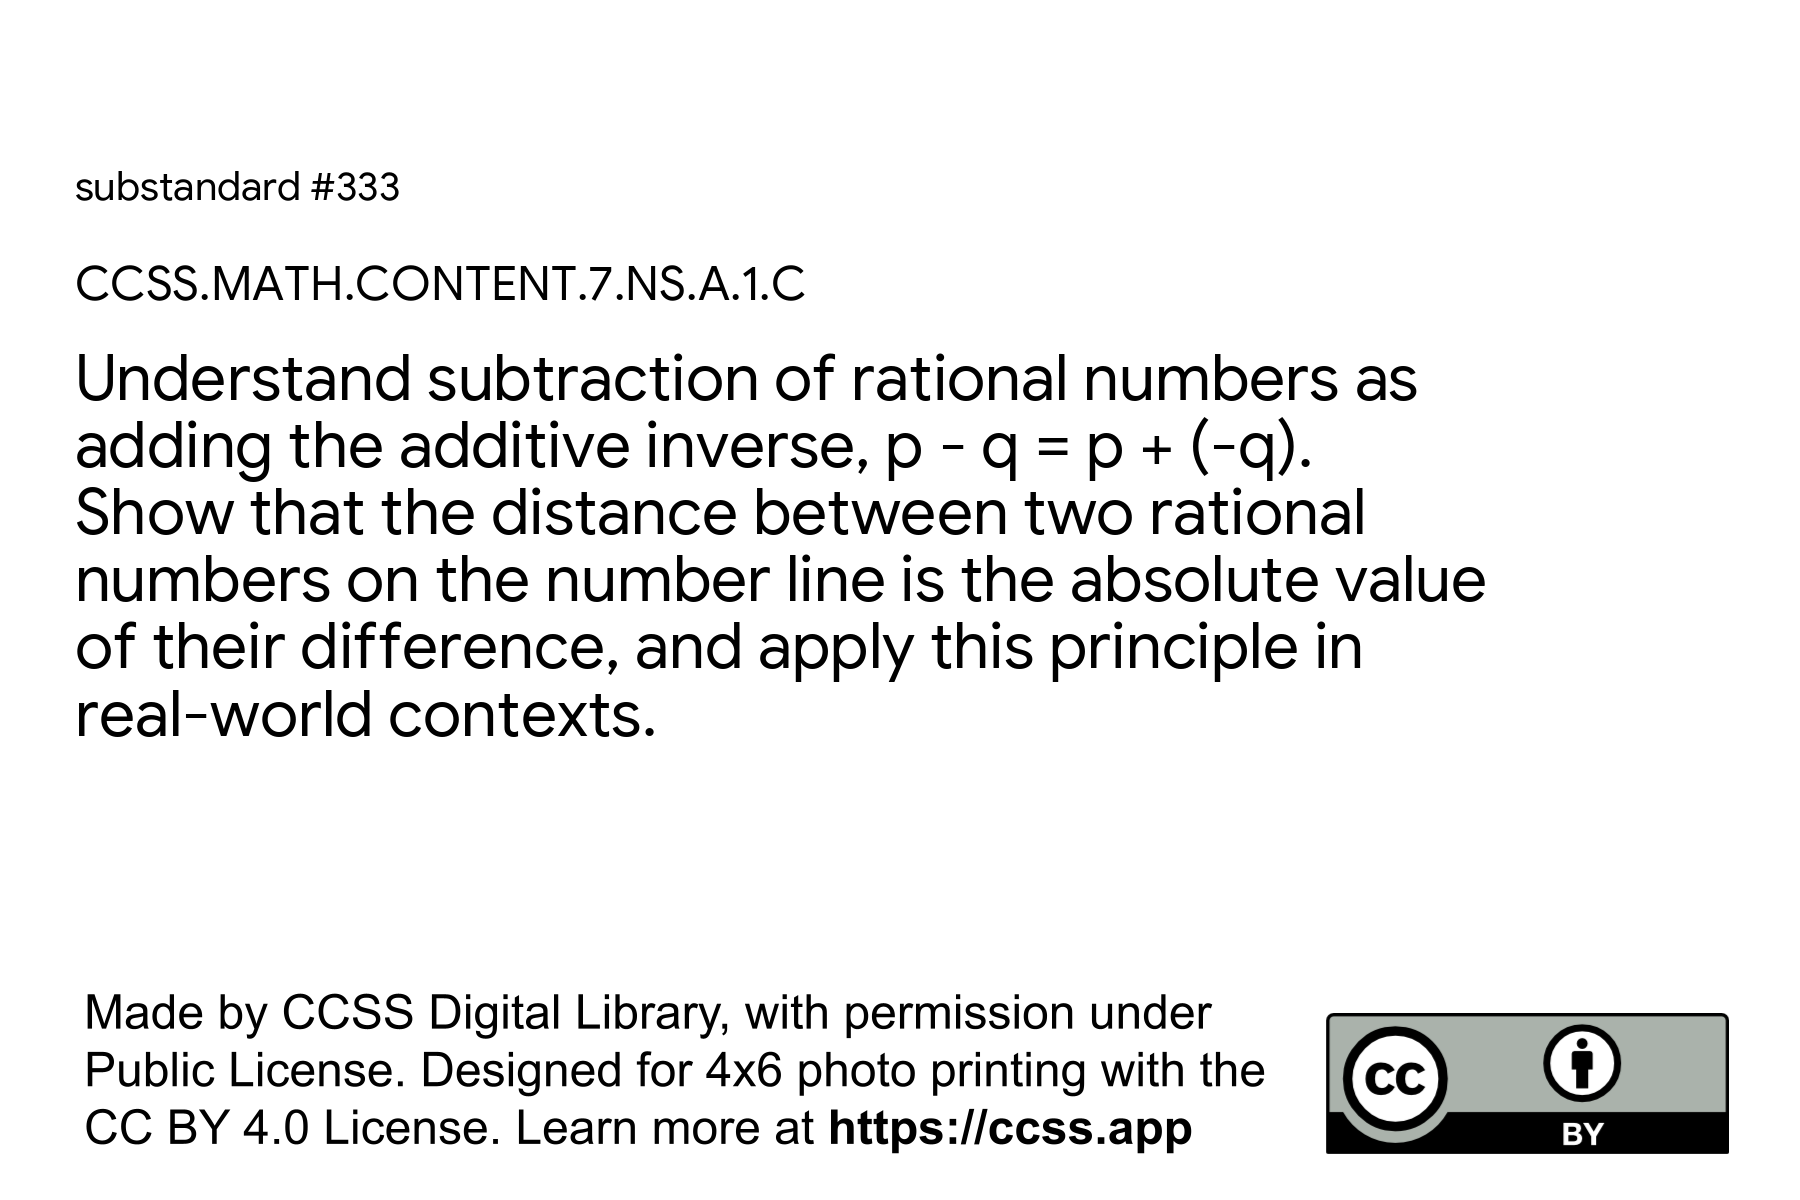 substandard #333
CCSS.MATH.CONTENT.7.NS.A.1.C
Understand subtraction of rational numbers as
adding the additive inverse, p - q = p + (-q).
Show that the distance between two rational
numbers on the number line is the absolute value
of their difference, and apply this principle in
real-world contexts.
Made by CCSS Digital Library, with permission under
Public License. Designed for 4x6 photo printing with the
CC BY 4.0 License. Learn more at https://ccss.app
CC
BY